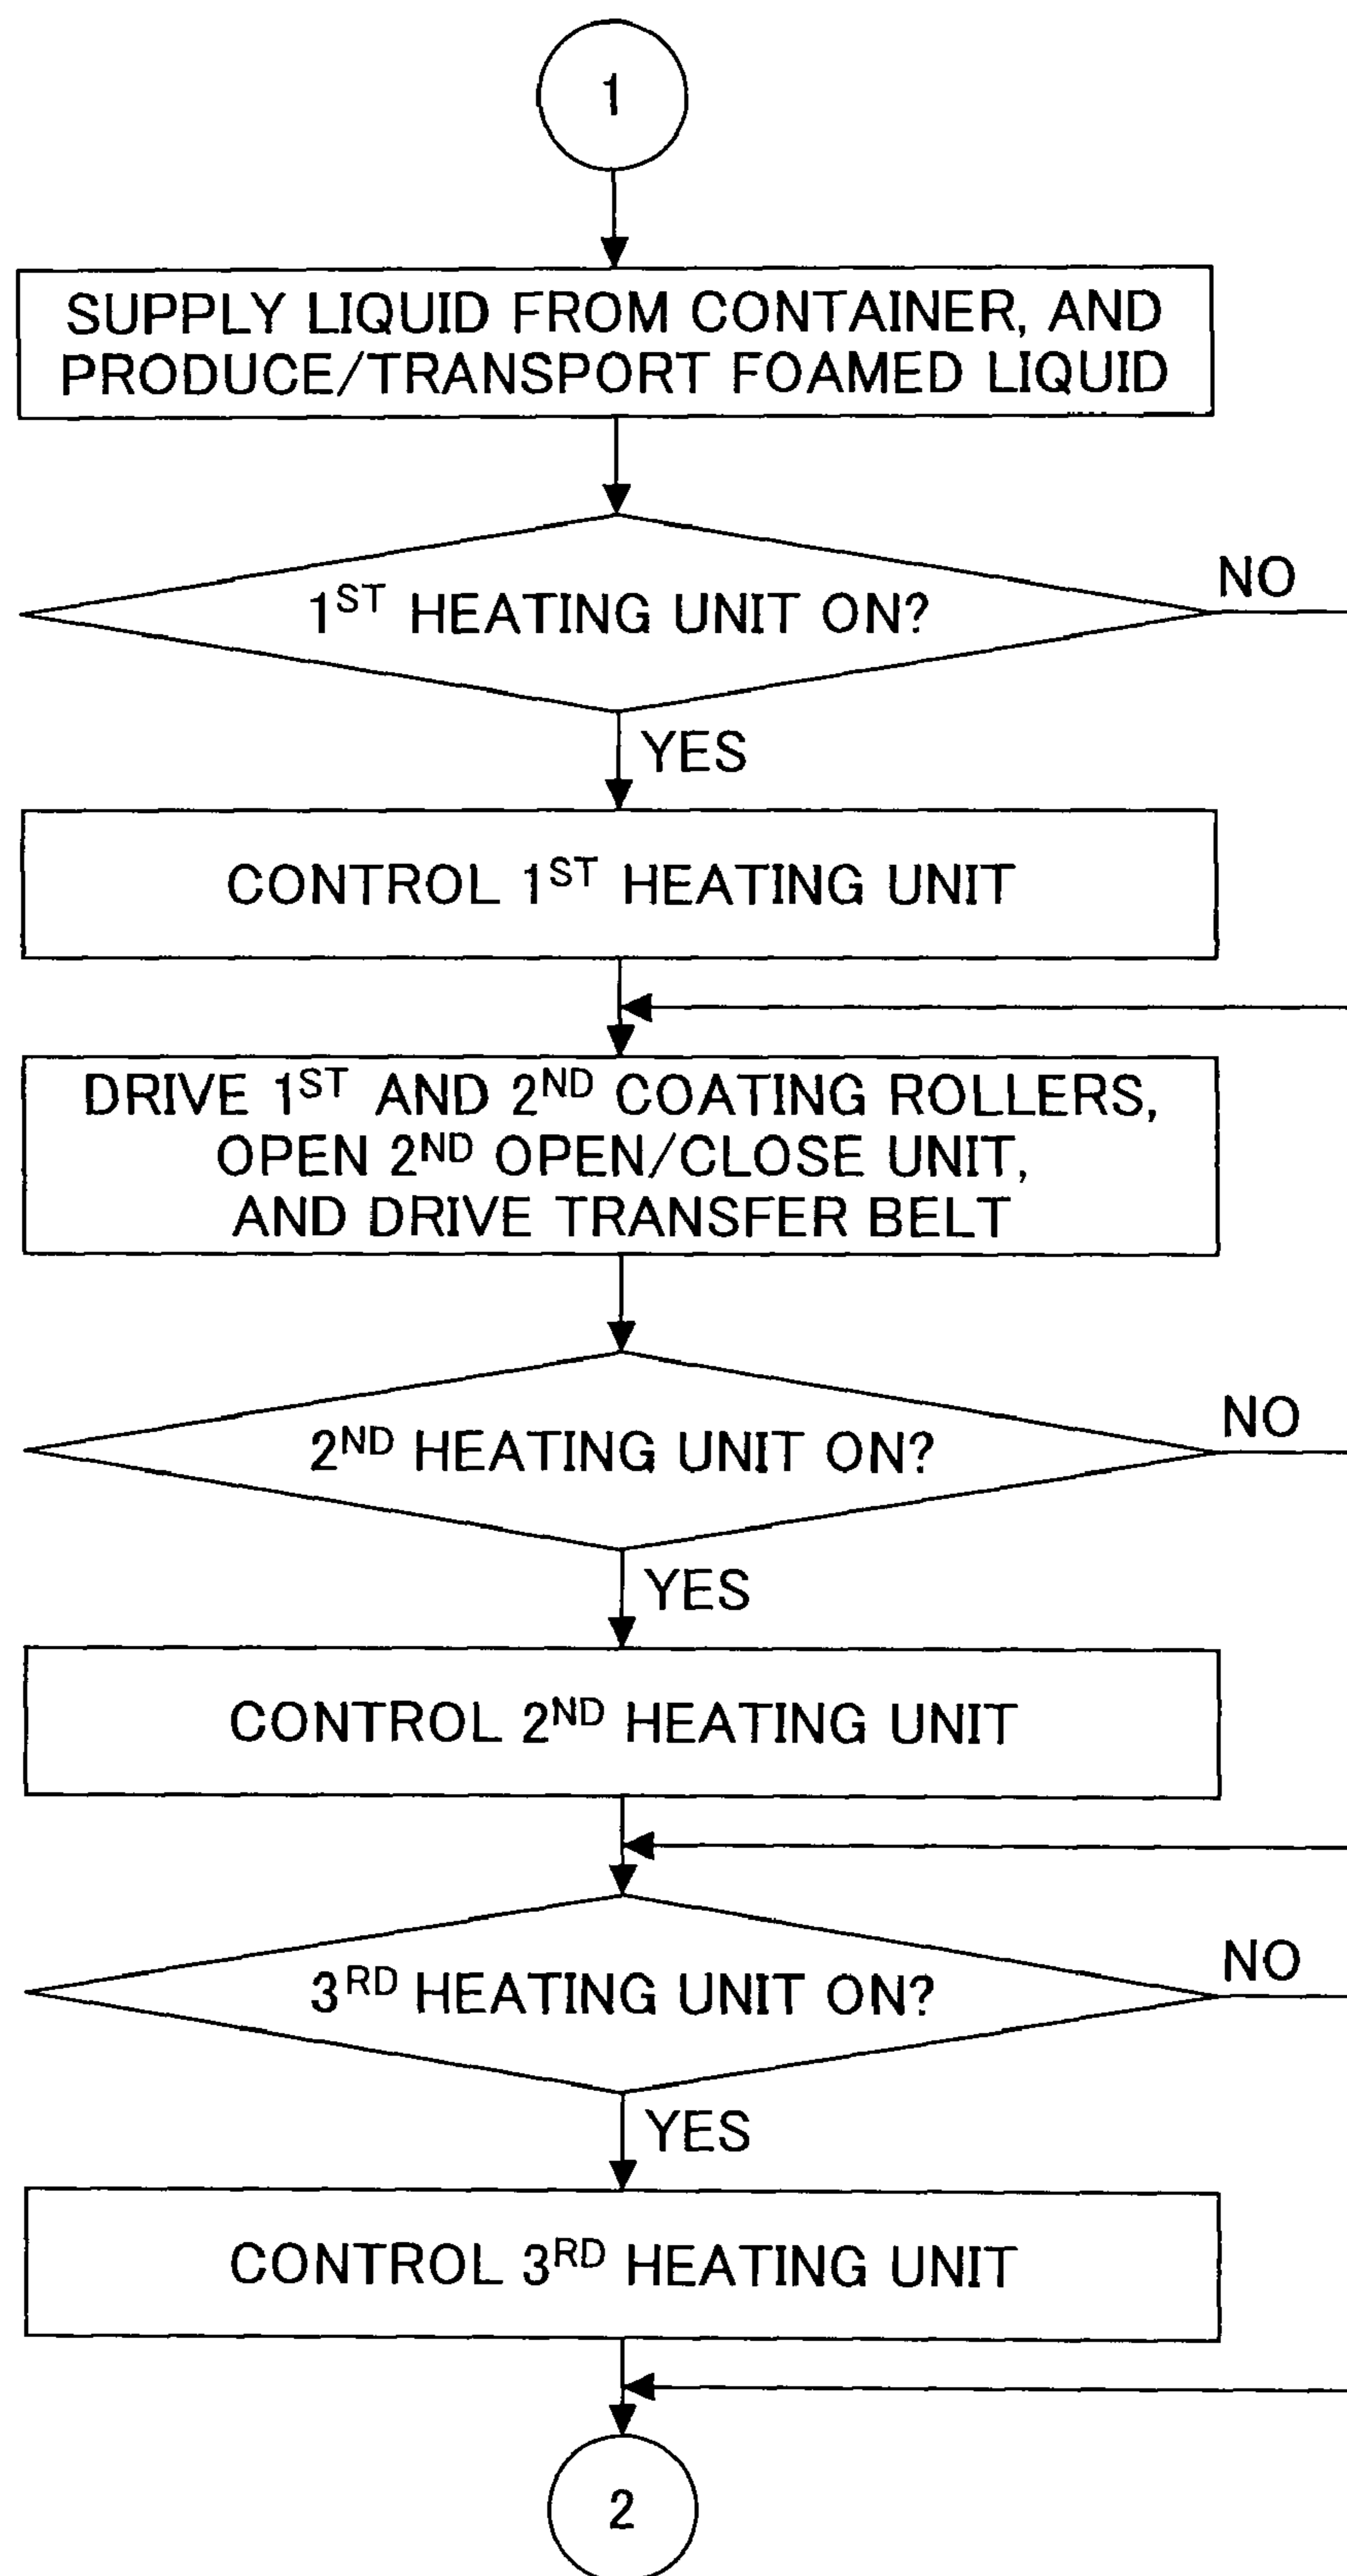 1
SUPPLY LIQUID FROM CONTAINER, AND
PRODUCE/TRANSPORT FOAMED LIQUID
1ST HEATING UNIT ON?
NO
YES
CONTROL 1ST HEATING UNIT
DRIVE 1ST AND 2ND COATING ROLLERS,
OPEN 2ND OPEN/CLOSE UNIT,
AND DRIVE TRANSFER BELT
2ND HEATING UNIT ON?
NO
YES
CONTROL 2ND HEATING UNIT
3RD HEATING UNIT ON?
NO
YES
CONTROL 3RD HEATING UNIT
2